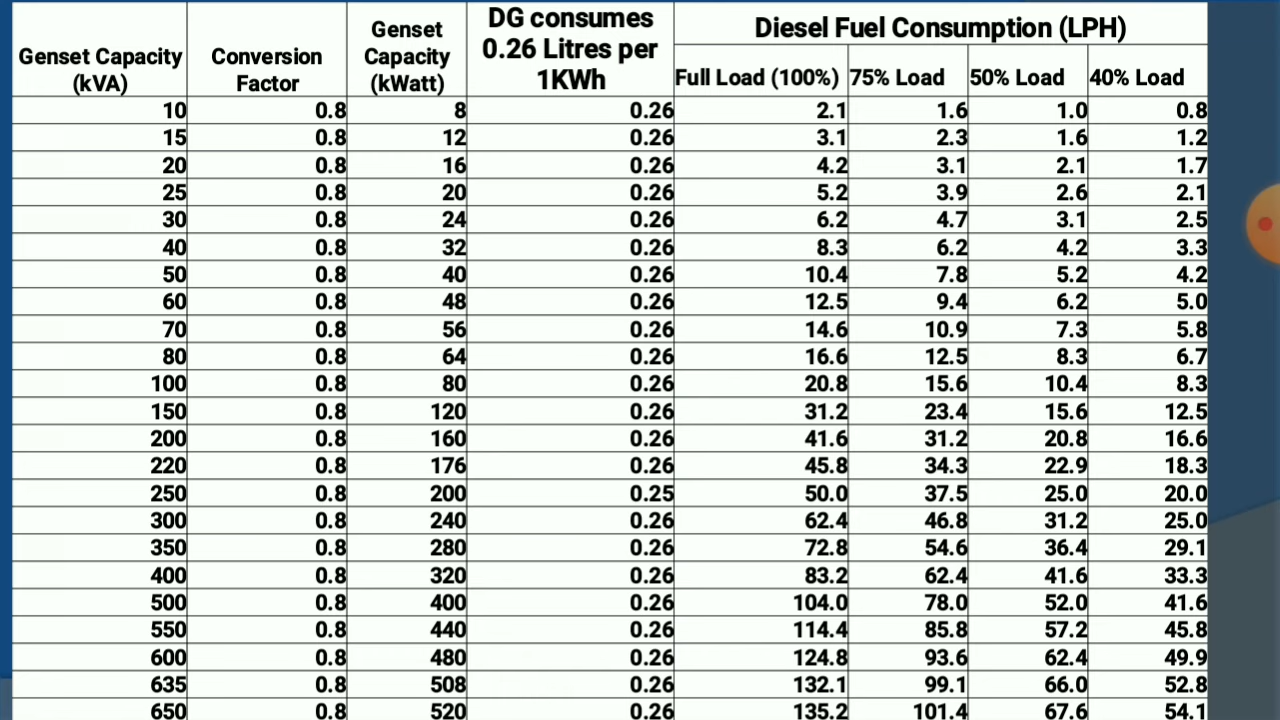 Genset Capacity (kVA) Conversion Factor Genset Capacity (kWatt) DG consumes 0.26 Litres per 1KWh Diesel Fuel Consumption (LPH)
Full Load (100%) 75% Load 50% Load 40% Load
10 0.8 8 0.26 2.1 1.6 1.0 0.8
15 0.8 12 0.26 3.1 2.3 1.6 1.2
20 0.8 16 0.26 4.2 3.1 2.1 1.7
25 0.8 20 0.26 5.2 3.9 2.6 2.1
30 0.8 24 0.26 6.2 4.7 3.1 2.5
40 0.8 32 0.26 8.3 6.2 4.2 3.3
50 0.8 40 0.26 10.4 7.8 5.2 4.2
60 0.8 48 0.26 12.5 9.4 6.2 5.0
70 0.8 56 0.26 14.6 10.9 7.3 5.8
80 0.8 64 0.26 16.6 12.5 8.3 6.7
100 0.8 80 0.26 20.8 15.6 10.4 8.3
150 0.8 120 0.26 31.2 23.4 15.6 12.5
200 0.8 160 0.26 41.6 31.2 20.8 16.6
220 0.8 176 0.26 45.8 34.3 22.9 18.3
250 0.8 200 0.25 50.0 37.5 25.0 20.0
300 0.8 240 0.26 62.4 46.8 31.2 25.0
350 0.8 280 0.26 72.8 54.6 36.4 29.1
400 0.8 320 0.26 83.2 62.4 41.6 33.3
500 0.8 400 0.26 104.0 78.0 52.0 41.6
550 0.8 440 0.26 114.4 85.8 57.2 45.8
600 0.8 480 0.26 124.8 93.6 62.4 49.9
635 0.8 508 0.26 132.1 99.1 66.0 52.8
650 0.8 520 0.26 135.2 101.4 67.6 54.1